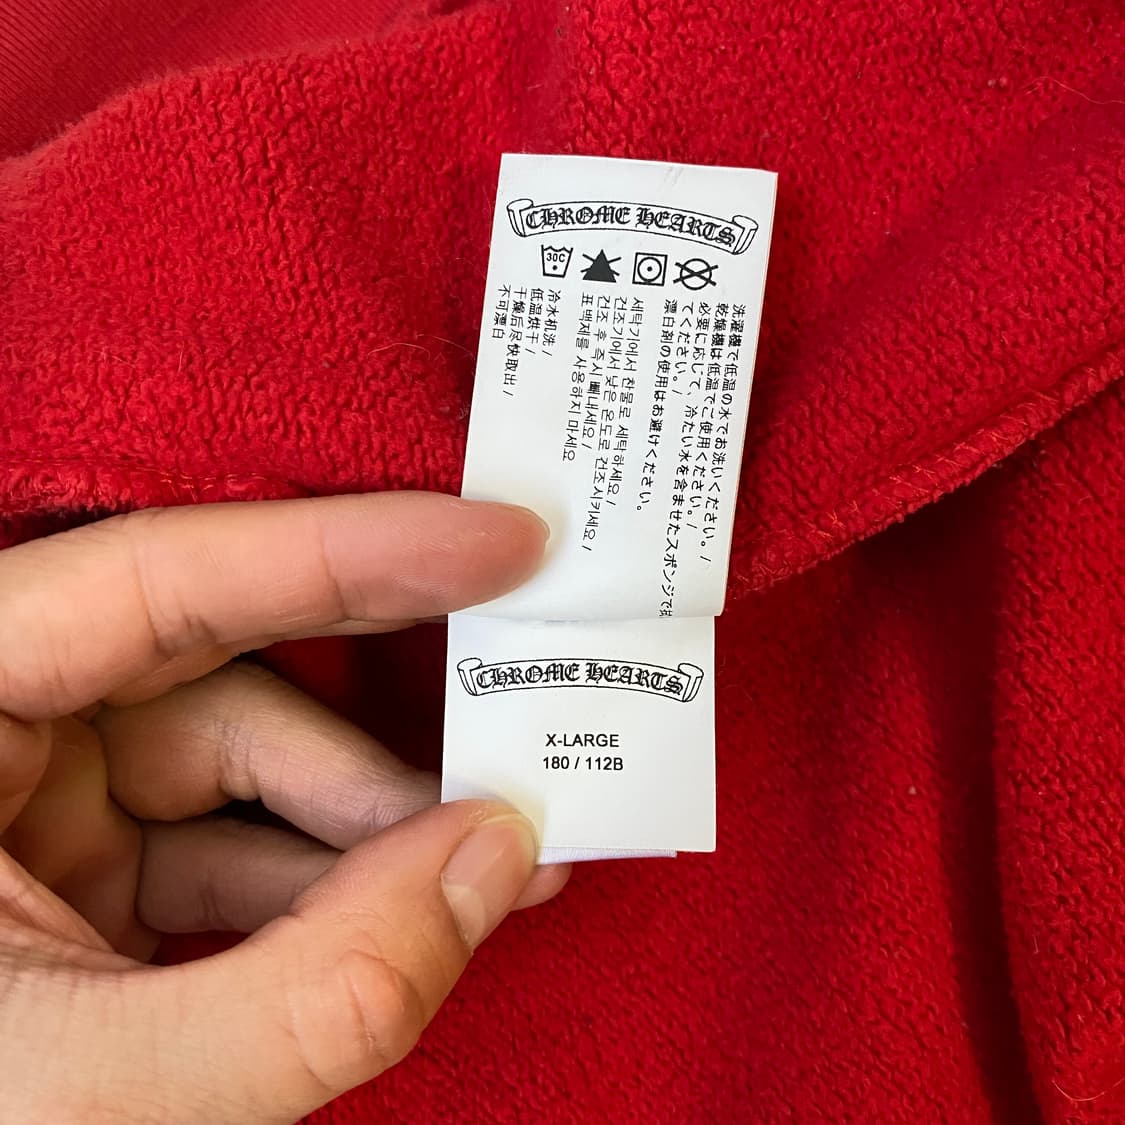 CHROME HEARTS
30C
洗濯機で低温の水でお洗いください。/
乾燥機は低温でご使用ください。/
必要に応じて、冷たい水を含ませたスポンジで
てください。/
漂白剤の使用はお避けください。
세탁기에서 찬물로 세탁하세요 /
건조기에서 낮은 온도로 건조시키세요 /
건조 후 즉시 빼내세요 /
표백제를 사용하지 마세요
冷水机洗 /
低温烘干 /
干燥后尽快取出 /
不可漂白
CHROME HEARTS
X-LARGE
180 / 112B